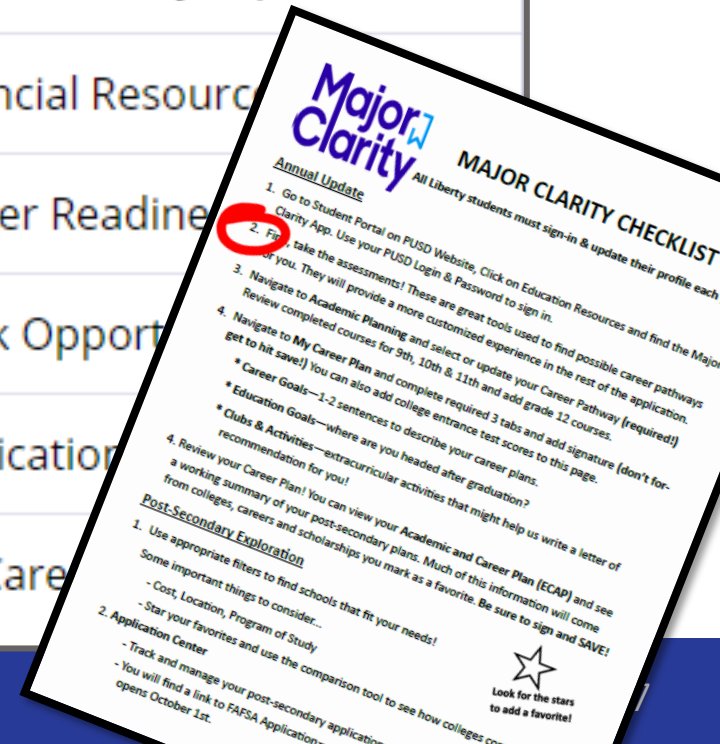 ncial Resourc
er Readine
k Opport
ication
Care
Major
Clarity
MAJOR CLARITY CHECKLIST
All Liberty students must sign-in & update their profile each
Annual Update
1. Go to Student Portal on PUSD Website, Click on Education Resources and find the Major
Clarity App. Use your PUSD Login & Password to sign in.
2. First, take the assessments! These are great tools used to find possible career pathways
for you. They will provide a more customized experience in the rest of the application.
3. Navigate to Academic Planning and select or update your Career Pathway (required!)
Review completed courses for 9th, 10th & 11th and add grade 12 courses.
4. Navigate to My Career Plan and complete required 3 tabs and add signature (don't for-
get to hit save!) You can also add college entrance test scores to this page.
* Career Goals—1-2 sentences to describe your career plans.
* Education Goals—where are you headed after graduation?
* Clubs & Activities—extracurricular activities that might help us write a letter of
recommendation for you!
4. Review your Career Plan! You can view your Academic and Career Plan (ECAP) and see
a working summary of your post-secondary plans. Much of this information will come
from colleges, careers and scholarships you mark as a favorite. Be sure to sign and SAVE!
Post-Secondary Exploration
1. Use appropriate filters to find schools that fit your needs!
Some important things to consider...
- Cost, Location, Program of Study
- Star your favorites and use the comparison tool to see how colleges co
2. Application Center
- Track and manage your post-secondary application
- You will find a link to FAFSA Application
opens October 1st.
Look for the stars
to add a favorite!